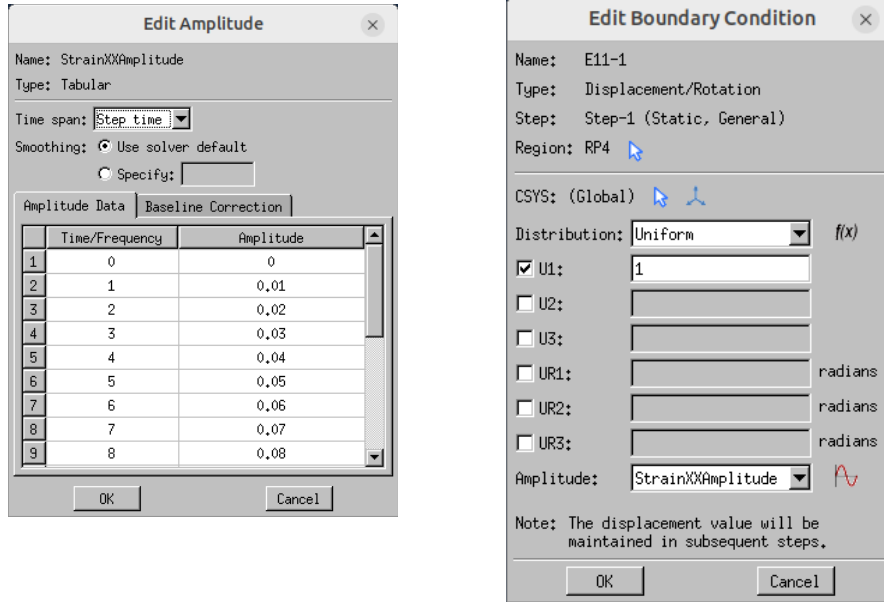 Edit Amplitude
Name: StrainXXAmplitude
Type: Tabular
Time span: Step time
Smoothing: Use solver default
Specify:
Amplitude Data Baseline Correction
Time/Frequency Amplitude
1 0 0
2 1 0.01
3 2 0.02
4 3 0.03
5 4 0.04
6 5 0.05
7 6 0.06
8 7 0.07
9 8 0.08
OK Cancel
Edit Boundary Condition
Name: E11-1
Type: Displacement/Rotation
Step: Step-1 (Static, General)
Region: RP4
CSYS: (Global)
Distribution: Uniform f(x)
U1: 1
U2:
U3:
UR1: radians
UR2: radians
UR3: radians
Amplitude: StrainXXAmplitude
Note: The displacement value will be
maintained in subsequent steps.
OK Cancel